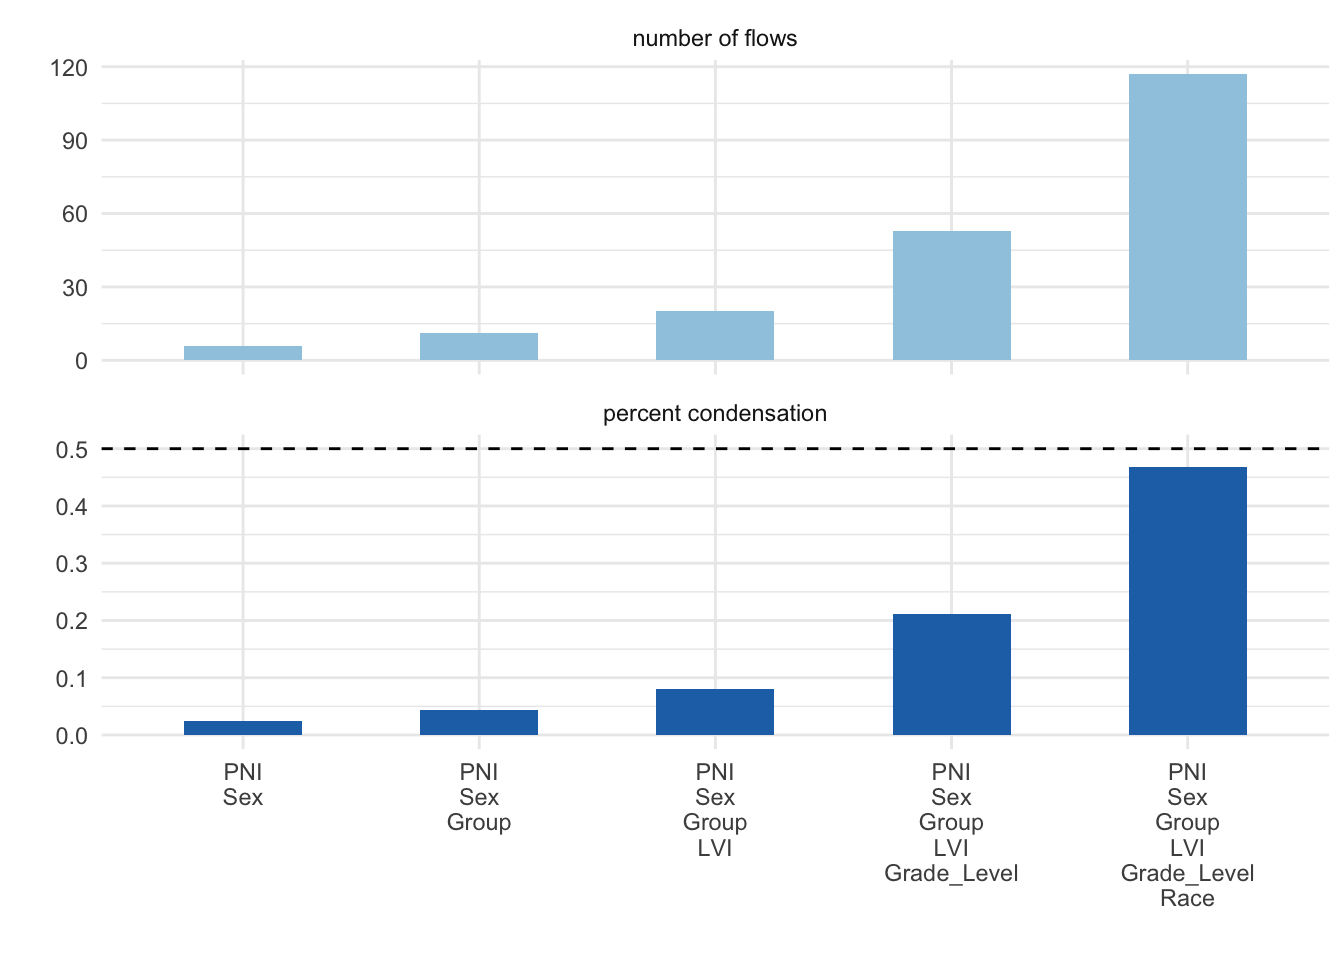 number of flows
120
90
60
30
0
percent condensation
0.5
0.4
0.3
0.2
0.1
0.0
PNI PNI PNI PNI PNI
Sex Sex Sex Sex Sex
Group Group Group Group
LVI LVI LVI
Grade_Level Grade_Level
Race